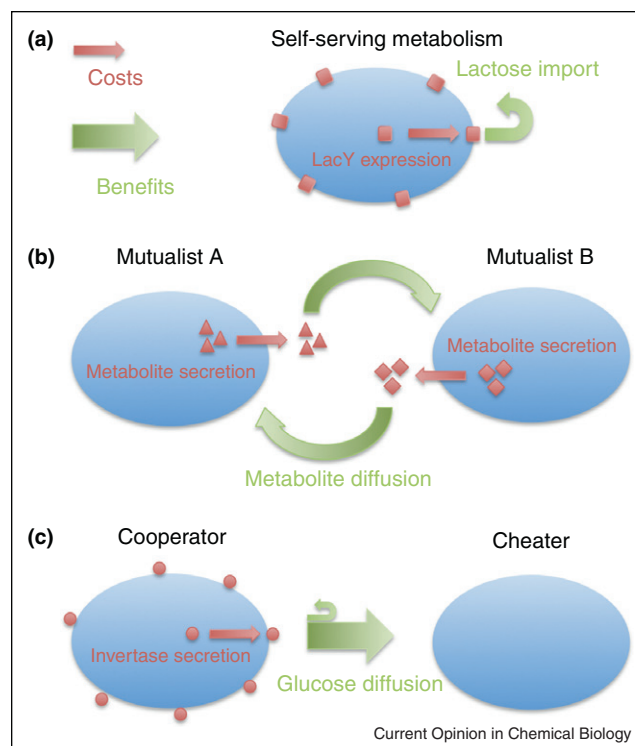 (a)
Self-serving metabolism
Costs
Lactose import
LacY expression
Benefits
(b)
Mutualist A
Mutualist B
Metabolite secretion
Metabolite secretion
Metabolite diffusion
(c)
Cooperator
Cheater
Invertase secretion
Glucose diffusion
Current Opinion in Chemical Biology